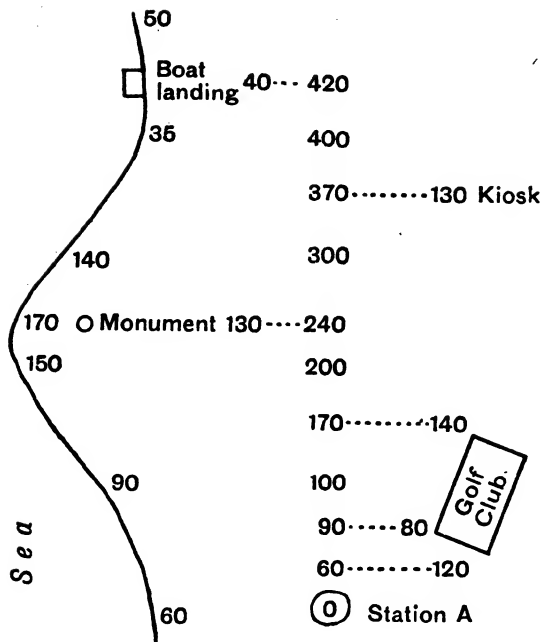 50
Boat
landing 40 420
35 400
370 130 Kiosk
140 300
170 Monument 130 240
150 200
170 140
90 100 Golf
Club.
90 80
60 120
Sea
60 0 Station A